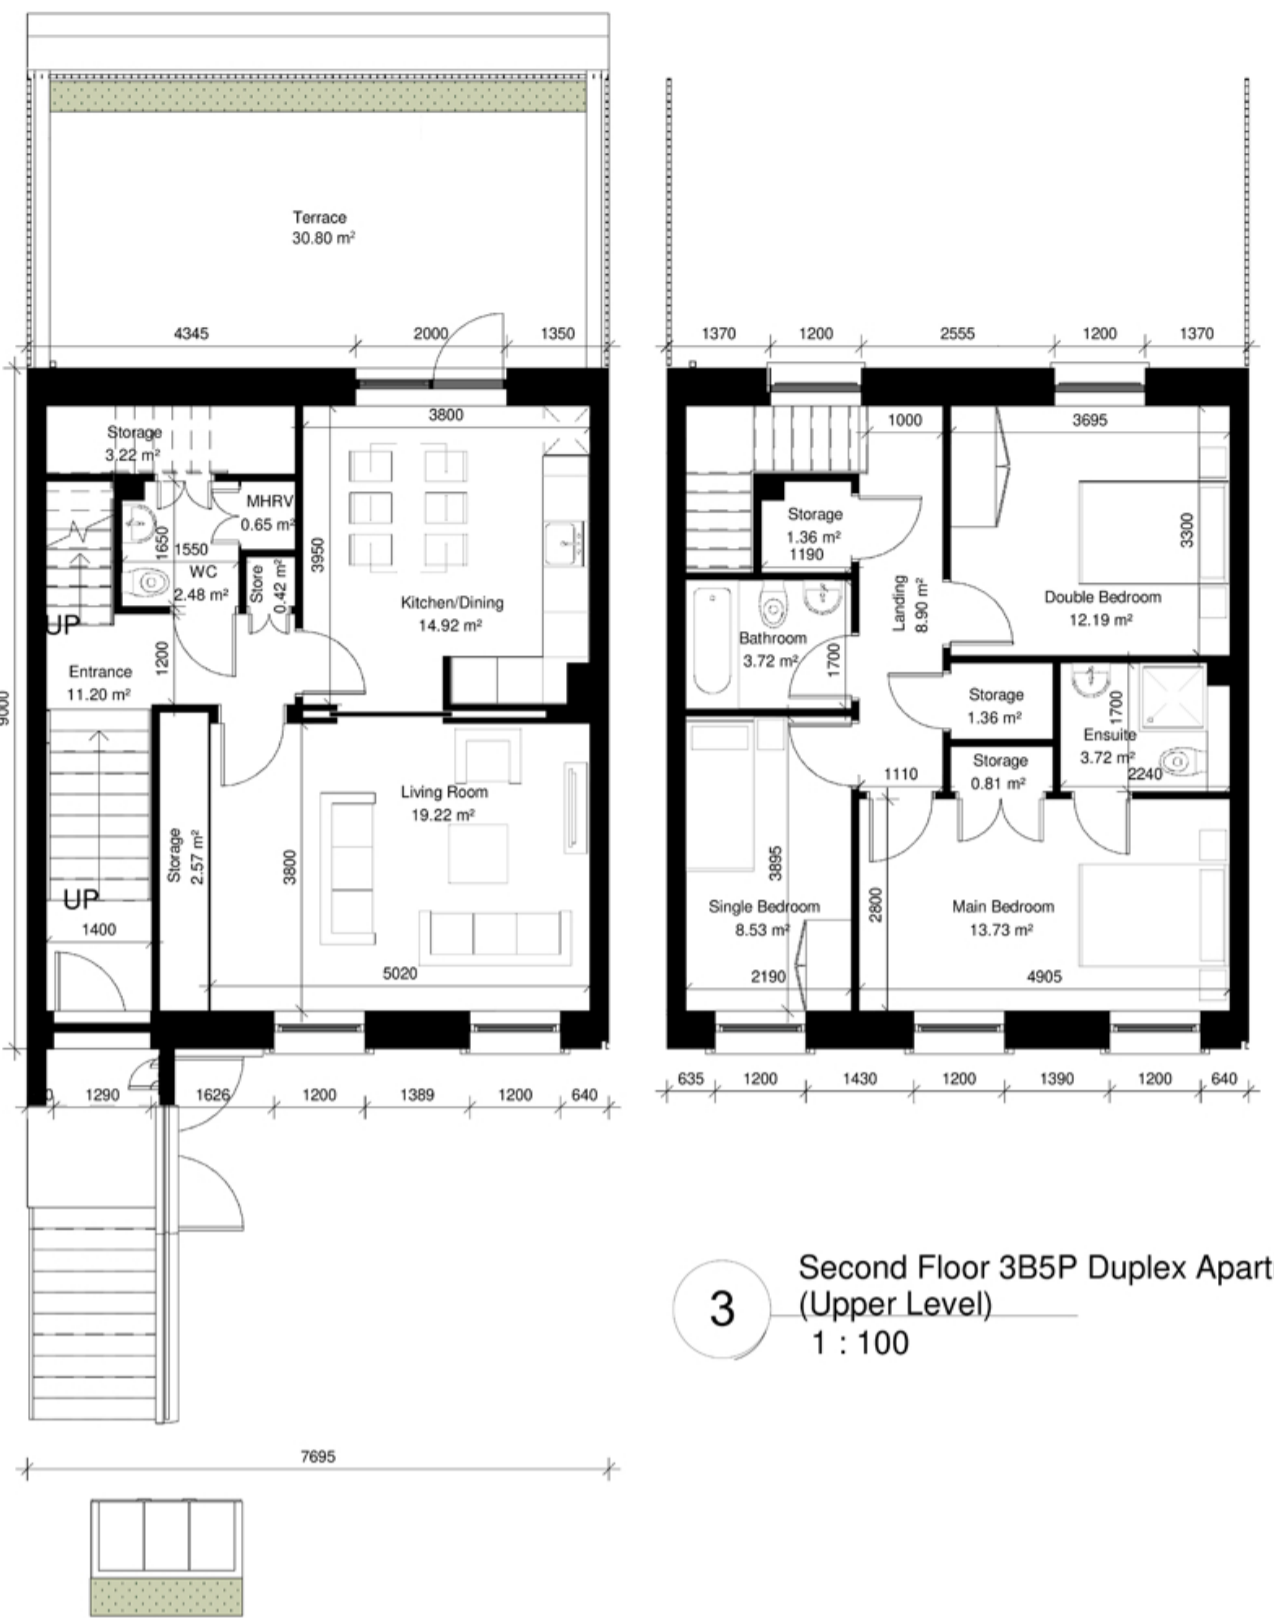 Terrace
30.80 m²
4345
2000
1350
3800
Storage
3.22 m²
MHRV
0.65 m²
1650
1550
WC
2.48 m²
Store
0.42 m²
3950
Kitchen/Dining
14.92 m²
UP
1200
Entrance
11.20 m²
9000
Living Room
19.22 m²
Storage
2.57 m²
3800
UP
1400
5020
1290
1626
1200
1389
1200
640
7695
1370
1200
2555
1200
1370
1000
3695
Storage
1.36 m²
1190
3300
Landing
8.90 m²
Double Bedroom
12.19 m²
Bathroom
3.72 m²
1700
Storage
1.36 m²
1700
Ensuite
3.72 m²
2240
1110
Storage
0.81 m²
3895
2800
Single Bedroom
8.53 m²
Main Bedroom
13.73 m²
2190
4905
635
1200
1430
1200
1390
1200
640
3
Second Floor 3B5P Duplex Apart
(Upper Level)
1 : 100